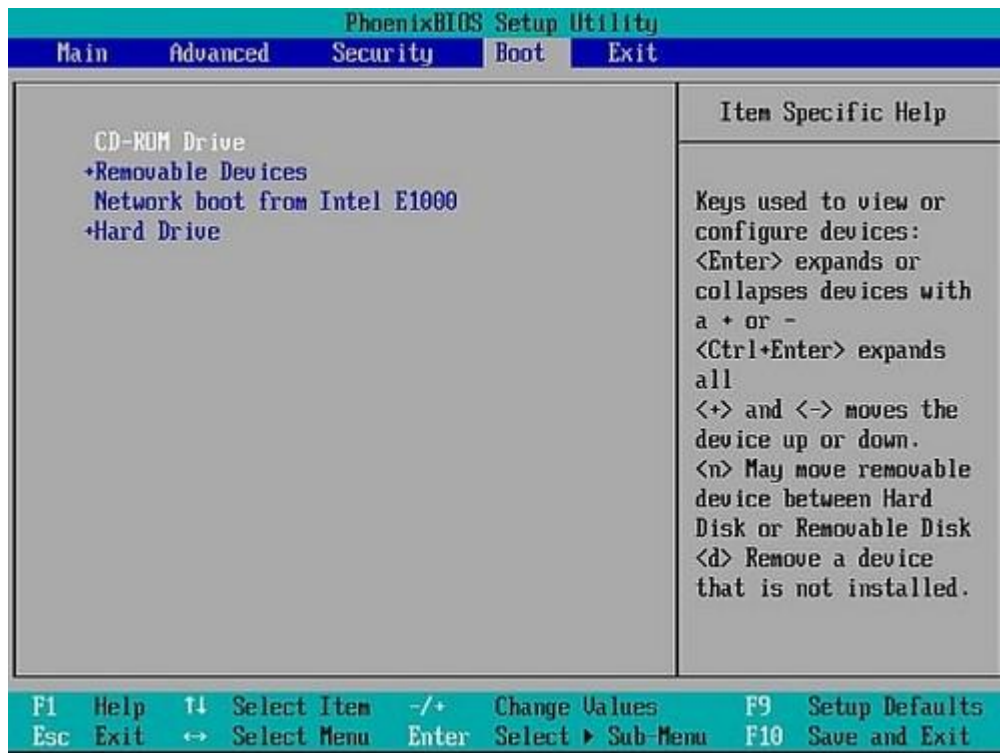 PhoenixBIOS Setup Utility
Main Advanced Security Boot Exit
CD-ROM Drive
+Removable Devices
Network boot from Intel E1000
+Hard Drive
Item Specific Help
Keys used to view or
configure devices:
<Enter> expands or
collapses devices with
a + or -
<Ctrl+Enter> expands
all
<+> and <-> moves the
device up or down.
<n> May move removable
device between Hard
Disk or Removable Disk
<d> Remove a device
that is not installed.
F1 Help ↑↓ Select Item -/+ Change Values F9 Setup Defaults
Esc Exit ↔ Select Menu Enter Select ▶ Sub-Menu F10 Save and Exit